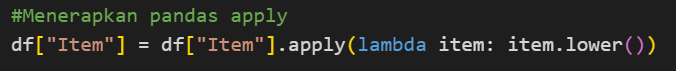 #Menerapkan pandas apply
df["Item"] = df["Item"].apply(lambda item: item.lower())